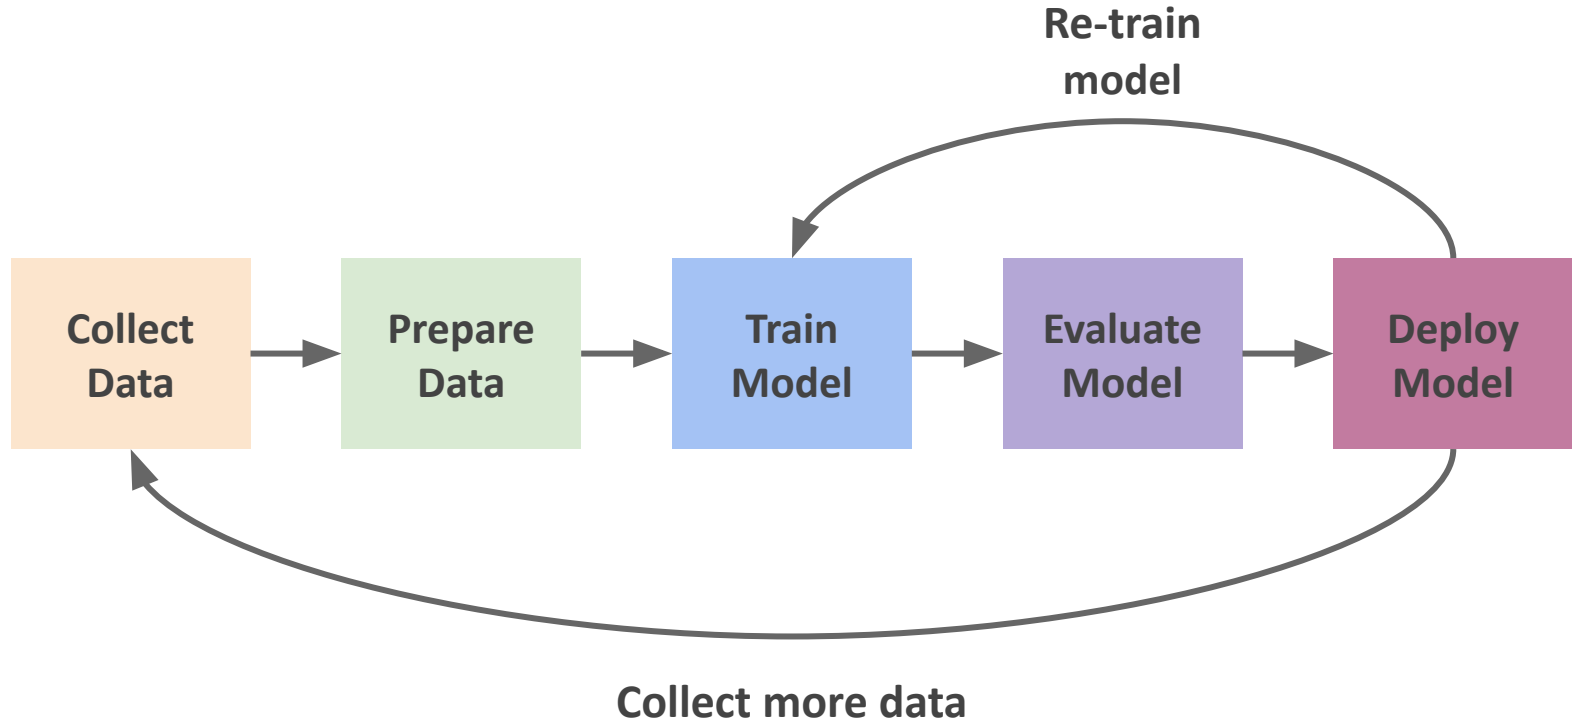 Re-train
model
Collect
Data
Prepare
Data
Train
Model
Evaluate
Model
Deploy
Model
Collect more data